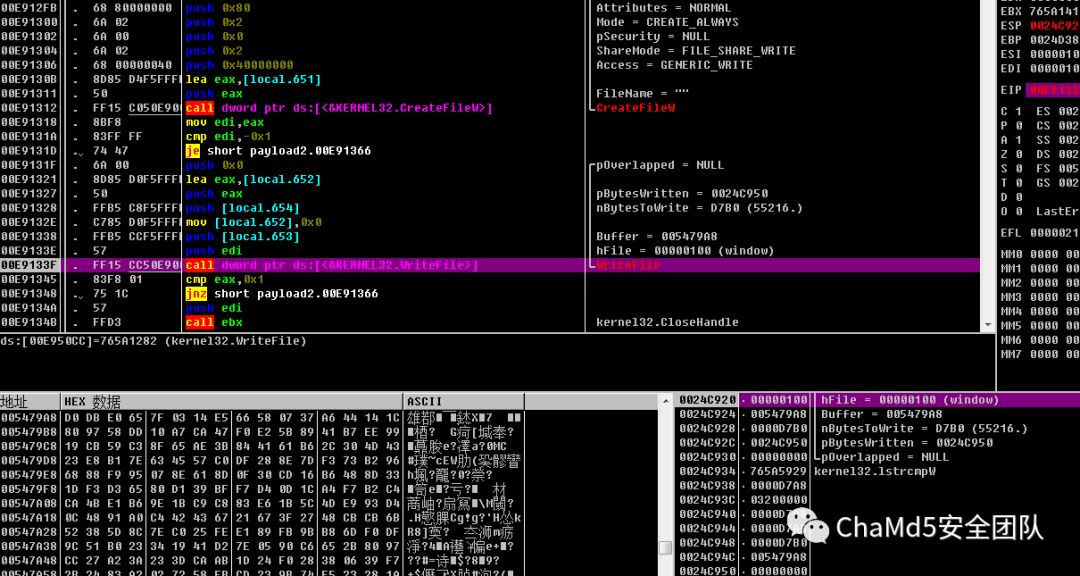 00E912FB . 68 80000000 push 0x80 Attributes = NORMAL
00E91300 . 6A 02 push 0x2 Mode = CREATE_ALWAYS
00E91302 . 6A 00 push 0x0 pSecurity = NULL
00E91304 . 6A 02 push 0x2 ShareMode = FILE_SHARE_WRITE
00E91306 . 68 00000040 push 0x40000000 Access = GENERIC_WRITE
00E9130B . 8D85 D4F5FFFF lea eax,[local.651]
00E91311 . 50 push eax FileName = ""
00E91312 . FF15 C050E900 call dword ptr ds:[<&KERNEL32.CreateFileW>] CreateFileW
00E91318 . 8BF8 mov edi,eax
00E9131A . 83FF FF cmp edi,-0x1
00E9131D . 74 47 je short payload2.00E91366
00E9131F . 6A 00 push 0x0 pOverlapped = NULL
00E91321 . 8D85 D0F5FFFF lea eax,[local.652]
00E91327 . 50 push eax pBytesWritten = 0024C950
00E91328 . FFB5 C8F5FFFF push [local.654] nBytesToWrite = D7B0 (55216.)
00E9132E . C785 D0F5FFFF mov [local.652],0x0
00E91338 . FFB5 CCF5FFFF push [local.653] Buffer = 005479A8
00E9133E . 57 push edi hFile = 00000100 (window)
00E9133F . FF15 CC50E900 call dword ptr ds:[<&KERNEL32.WriteFile>] WriteFile
00E91345 . 83F8 01 cmp eax,0x1
00E91348 . 75 1C jnz short payload2.00E91366
00E9134A . 57 push edi
00E9134B . FFD3 call ebx kernel32.CloseHandle
EBX 765A141
ESP 0024C92
EBP 0024D38
ESI 0000010
EDI 0000010
EIP 00E9133
C 1 ES 002
P 0 CS 002
A 1 SS 002
Z 0 DS 002
S 0 FS 005
T 0 GS 002
D 0
O 0 LastEr
EFL 0000021
MM0 0000 00
MM1 0000 00
MM2 0000 00
MM3 0000 00
MM4 0000 00
MM5 0000 00
MM6 0000 00
MM7 0000 00
ds:[00E950CC]=765A1282 (kernel32.WriteFile)
地址 HEX 数据 ASCII
005479A8 D0 DB E0 65 7F 03 14 E5 66 58 07 37 A6 44 14 1C
005479B8 80 97 58 DD 10 A7 CA 47 F0 E2 5B 89 41 B7 EE 99
005479C8 19 CB 59 C3 8F 65 AE 3B 84 41 61 B6 2C 30 4D 43
005479D8 23 E8 B1 7E 63 45 57 C0 DF 28 8E 7D F3 73 B2 96
005479E8 68 88 F9 95 07 8E 61 8D 0F 30 CD 16 B6 48 8D 33
005479F8 1D F3 D3 65 80 D1 39 BF F7 D4 0D 1C A4 F7 B2 C4
00547A08 CA 4B E1 B6 9E 1B C9 C8 83 E6 1B 5C 4D E9 93 D4
00547A18 0C 48 91 A0 C4 42 43 67 21 67 3F 27 48 CB CB 6B
00547A28 52 38 5D 8C 7E C0 25 FE E1 89 FB 9B B8 6D F0 DF
00547A38 9C 51 B0 23 34 19 41 D2 7E 05 90 C6 65 2B 80 97
00547A48 CC 27 A2 3A 23 3D CA AB 1D 24 F0 28 38 06 39 F7
0024C920 00000100 hFile = 00000100 (window)
0024C924 005479A8 Buffer = 005479A8
0024C928 0000D7B0 nBytesToWrite = D7B0 (55216.)
0024C92C 0024C950 pBytesWritten = 0024C950
0024C930 00000000 pOverlapped = NULL
0024C934 765A5929 kernel32.lstrcmpW
0024C938 0000D7A8
0024C93C 03200000
0024C940
0024C944
0024C948
0024C94C 005479A8
0024C950 00000000
ChaMd5安全团队